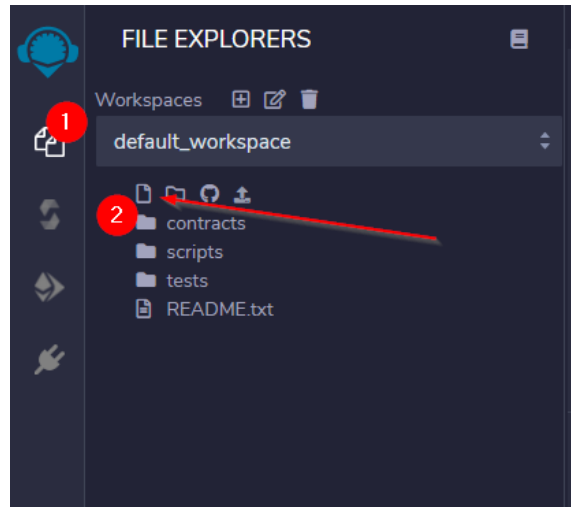 FILE EXPLORERS
Workspaces
1
default_workspace
2
contracts
scripts
tests
README.txt